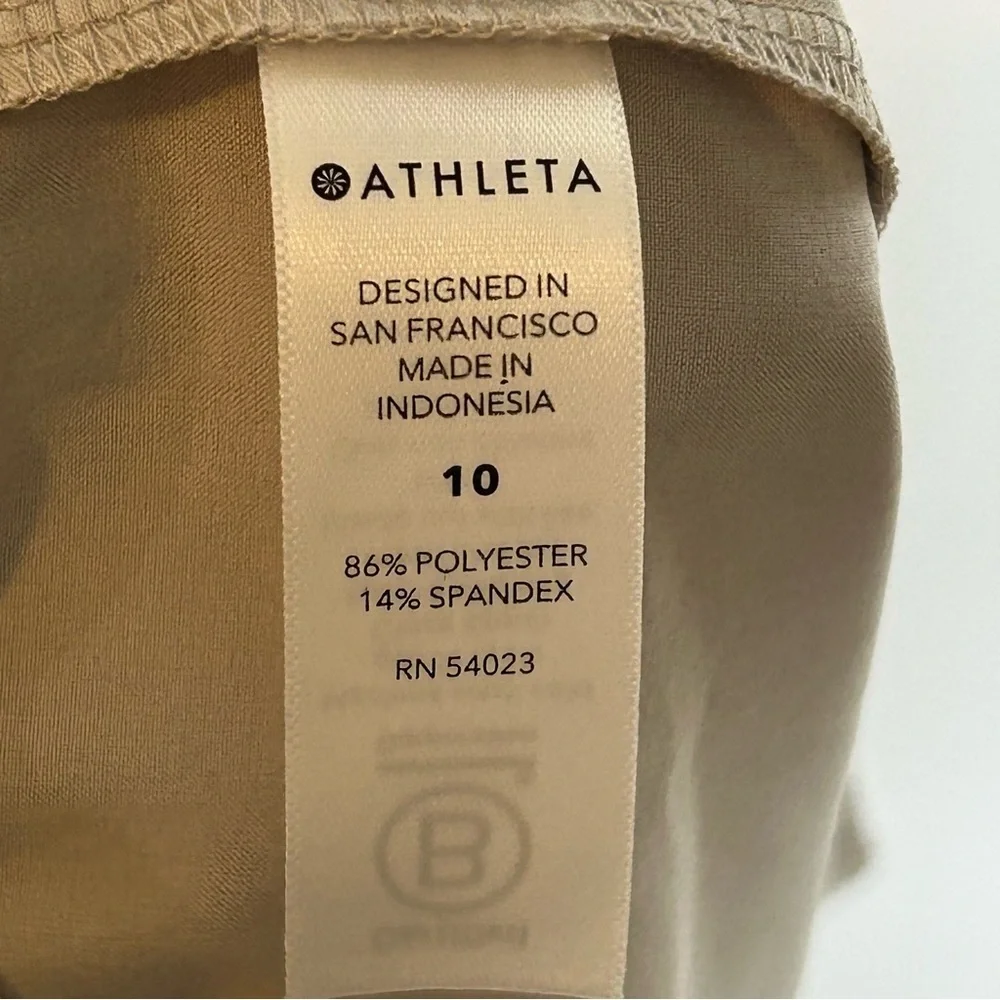 ATHLETA
DESIGNED IN
SAN FRANCISCO
MADE IN
INDONESIA
10
86% POLYESTER
14% SPANDEX
RN 54023
B